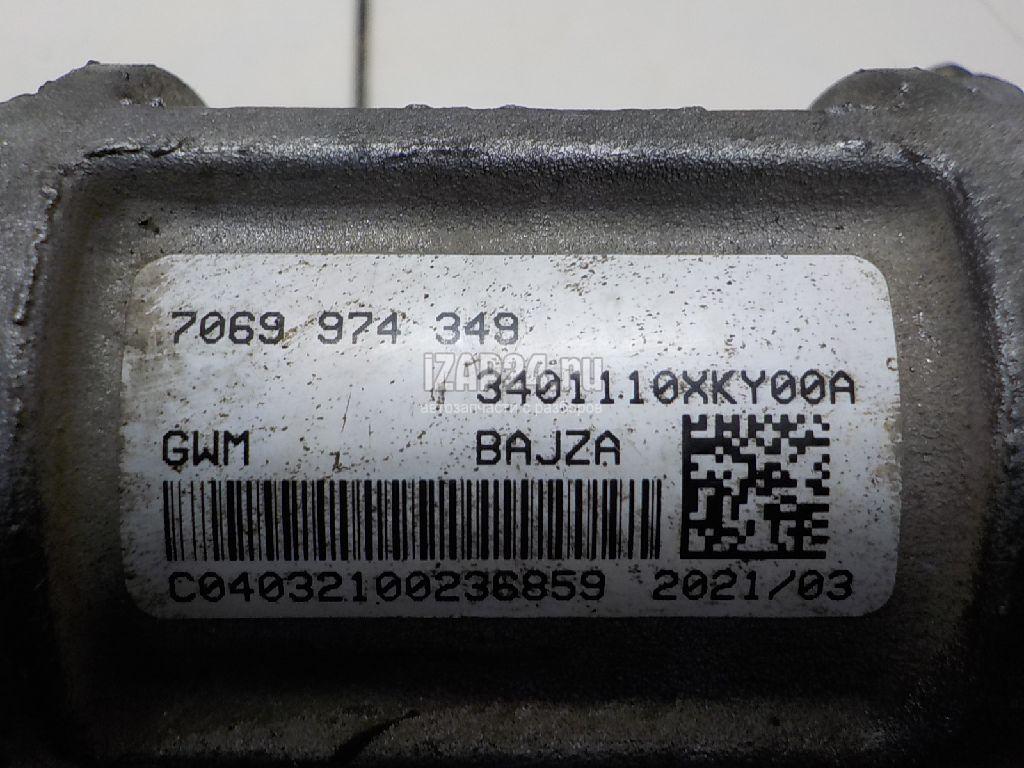 7069 974 349
IZAP24.ru
3401110XKY00A
автозапчасти с разборов
GWM BAJZA
C04032100236859 2021/03